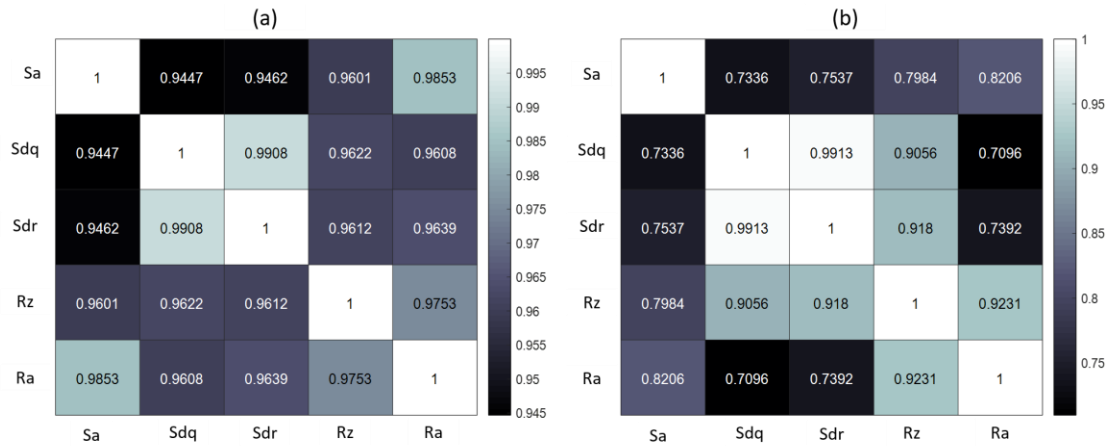 (a)
(b)
Sa 1 0.9447 0.9462 0.9601 0.9853
Sdq 0.9447 1 0.9908 0.9622 0.9608
Sdr 0.9462 0.9908 1 0.9612 0.9639
Rz 0.9601 0.9622 0.9612 1 0.9753
Ra 0.9853 0.9608 0.9639 0.9753 1
Sa Sdq Sdr Rz Ra
0.995
0.99
0.985
0.98
0.975
0.97
0.965
0.96
0.955
0.95
0.945
Sa 1 0.7336 0.7537 0.7984 0.8206
Sdq 0.7336 1 0.9913 0.9056 0.7096
Sdr 0.7537 0.9913 1 0.918 0.7392
Rz 0.7984 0.9056 0.918 1 0.9231
Ra 0.8206 0.7096 0.7392 0.9231 1
Sa Sdq Sdr Rz Ra
1
0.95
0.9
0.85
0.8
0.75